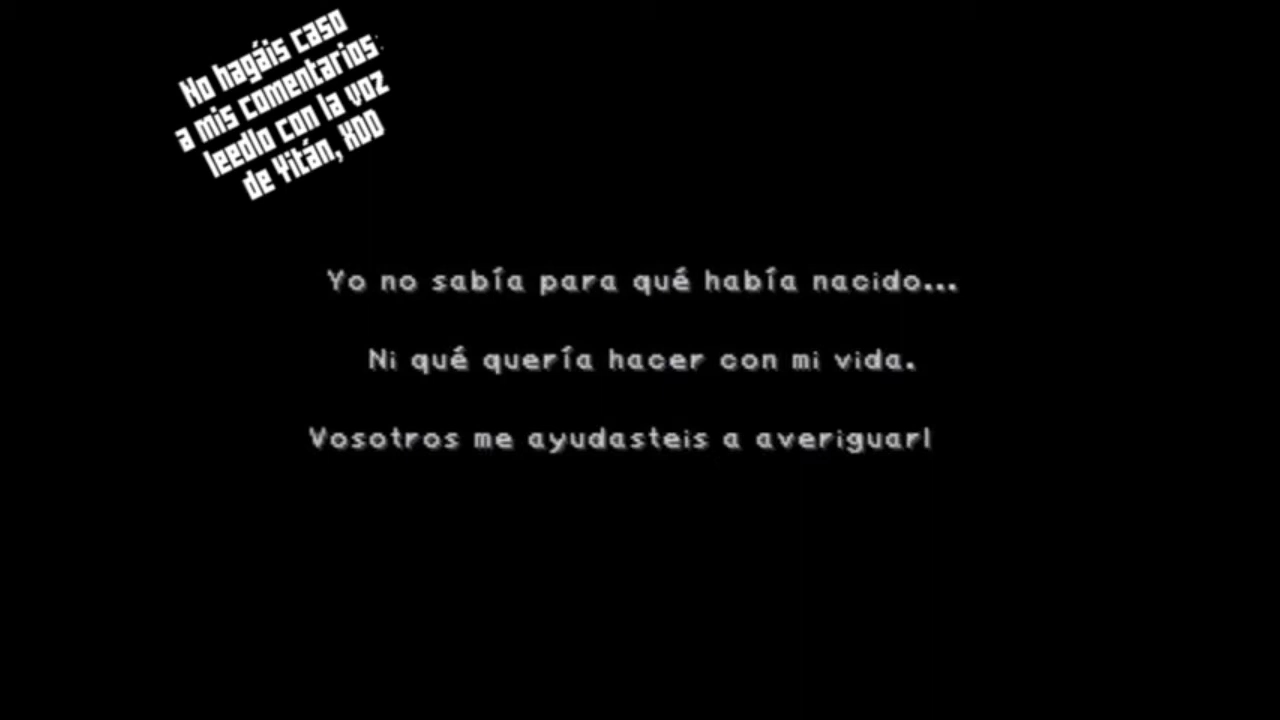 No hagáis caso
a mis comentarios:
leedlo con la voz
de Yitán, XDD
Yo no sabía para qué había nacido...
Ni qué quería hacer con mi vida.
Vosotros me ayudasteis a averiguarl